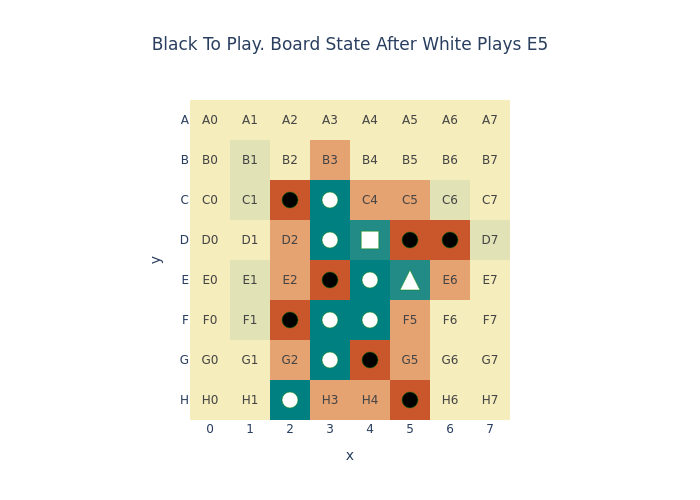 Black To Play. Board State After White Plays E5
A A0 A1 A2 A3 A4 A5 A6 A7
B B0 B1 B2 B3 B4 B5 B6 B7
C C0 C1 C4 C5 C6 C7
D D0 D1 D2 D7
E E0 E1 E2 E6 E7
F F0 F1 F5 F6 F7
G G0 G1 G2 G5 G6 G7
H H0 H1 H3 H4 H6 H7
0 1 2 3 4 5 6 7
x
y